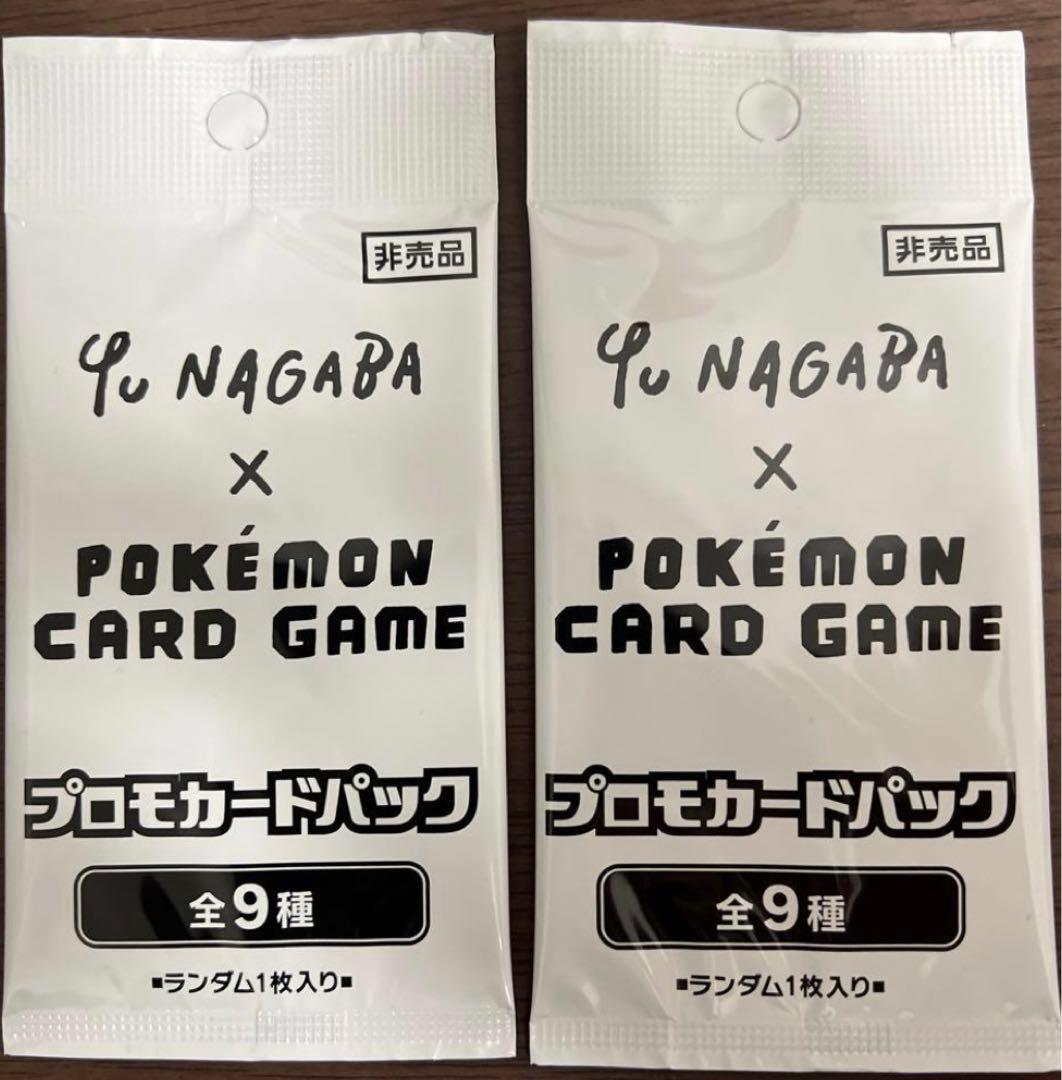 非売品
Yu NAGABA
×
POKÉMON
CARD GAME
プロモカードパック
全9種
■ランダム1枚入り■
非売品
Yu NAGABA
×
POKÉMON
CARD GAME
プロモカードパック
全9種
■ランダム1枚入り■